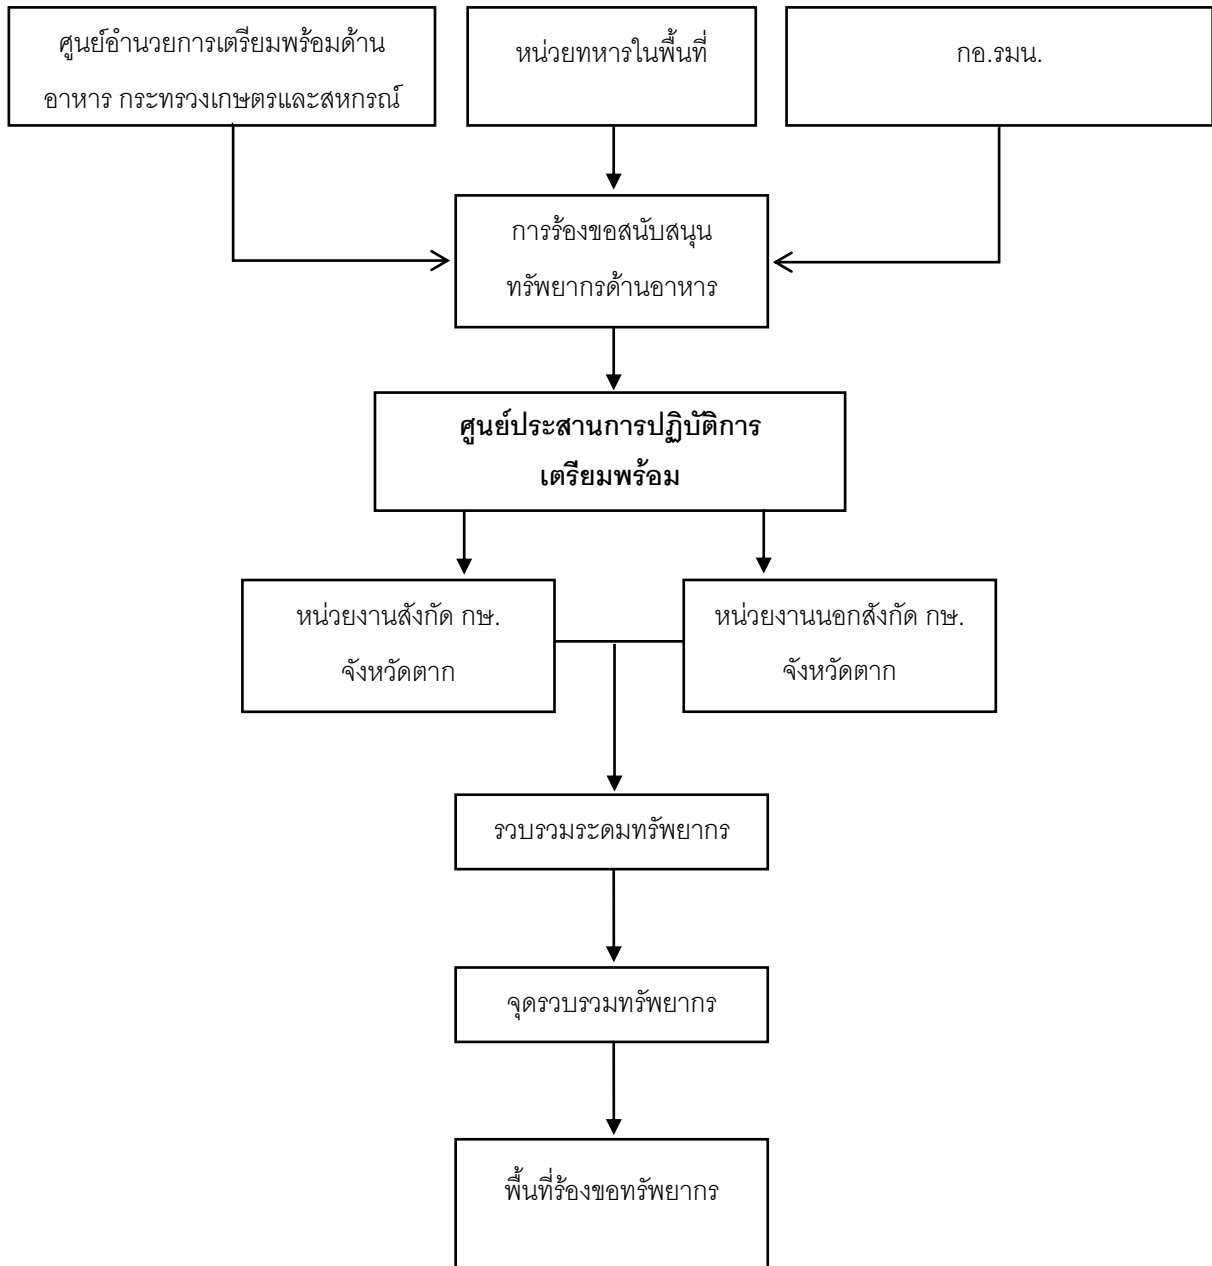 ศูนย์อำนวยการเตรียมพร้อมด้าน
อาหาร กระทรวงเกษตรและสหกรณ์
หน่วยทหารในพื้นที่
กอ.รมน.
การร้องขอสนับสนุน
ทรัพยากรด้านอาหาร
ศูนย์ประสานการปฏิบัติการ
เตรียมพร้อม
หน่วยงานสังกัด กษ.
จังหวัดตาก
หน่วยงานนอกสังกัด กษ.
จังหวัดตาก
รวบรวมระดมทรัพยากร
จุดรวบรวมทรัพยากร
พื้นที่ร้องขอทรัพยากร